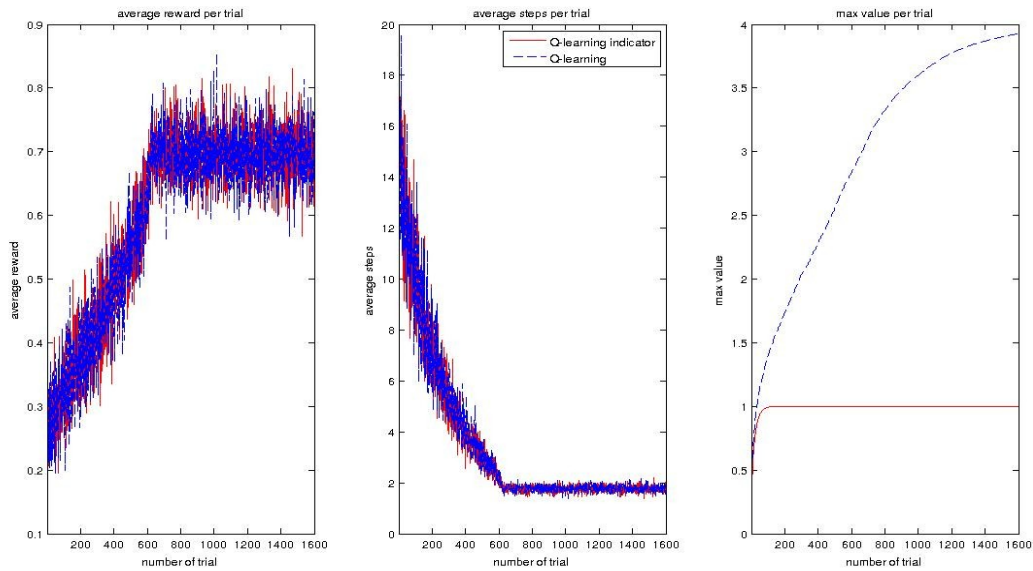 average reward per trial
0.9
0.8
0.7
0.6
0.5
0.4
0.3
0.2
0.1
200 400 600 800 1000 1200 1400 1600
number of trial
average reward
average steps per trial
Q-learning indicator
Q-learning
20
18
16
14
12
10
8
6
4
2
0
200 400 600 800 1000 1200 1400 1600
number of trial
average steps
max value per trial
4
3.5
3
2.5
2
1.5
1
0.5
0
200 400 600 800 1000 1200 1400 1600
number of trial
max value